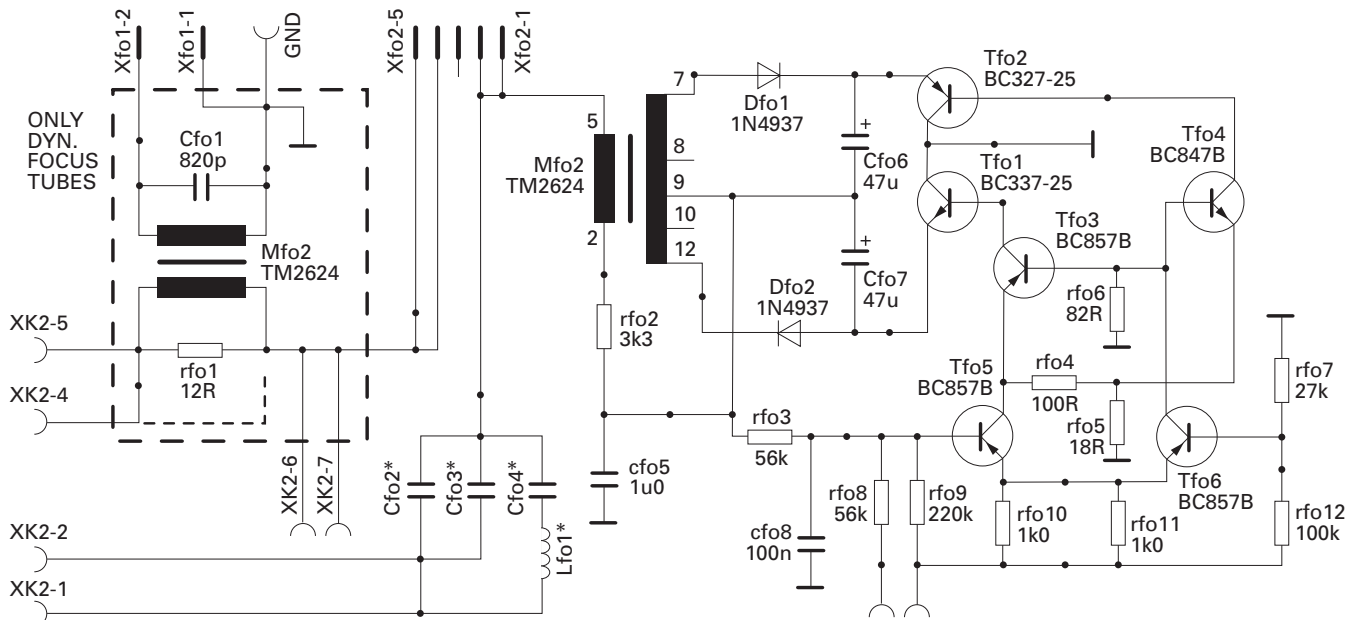 Xfo1-2
Xfo1-1
GND
Xfo2-5
Xfo2-1
ONLY
DYN.
FOCUS
TUBES
Cfo1
820p
Mfo2
TM2624
XK2-5
rfo1
12R
XK2-4
XK2-6
XK2-7
XK2-2
XK2-1
Cfo2*
Cfo3*
Cfo4*
Lfo1*
5
Mfo2
TM2624
2
7
8
9
10
12
rfo2
3k3
cfo5
1u0
Dfo1
1N4937
+
Cfo6
47u
+
Cfo7
47u
Dfo2
1N4937
Tfo2
BC327-25
Tfo1
BC337-25
Tfo4
BC847B
Tfo3
BC857B
rfo6
82R
Tfo5
BC857B
rfo4
100R
rfo5
18R
rfo7
27k
rfo3
56k
Tfo6
BC857B
cfo8
100n
rfo8
56k
rfo9
220k
rfo10
1k0
rfo11
1k0
rfo12
100k